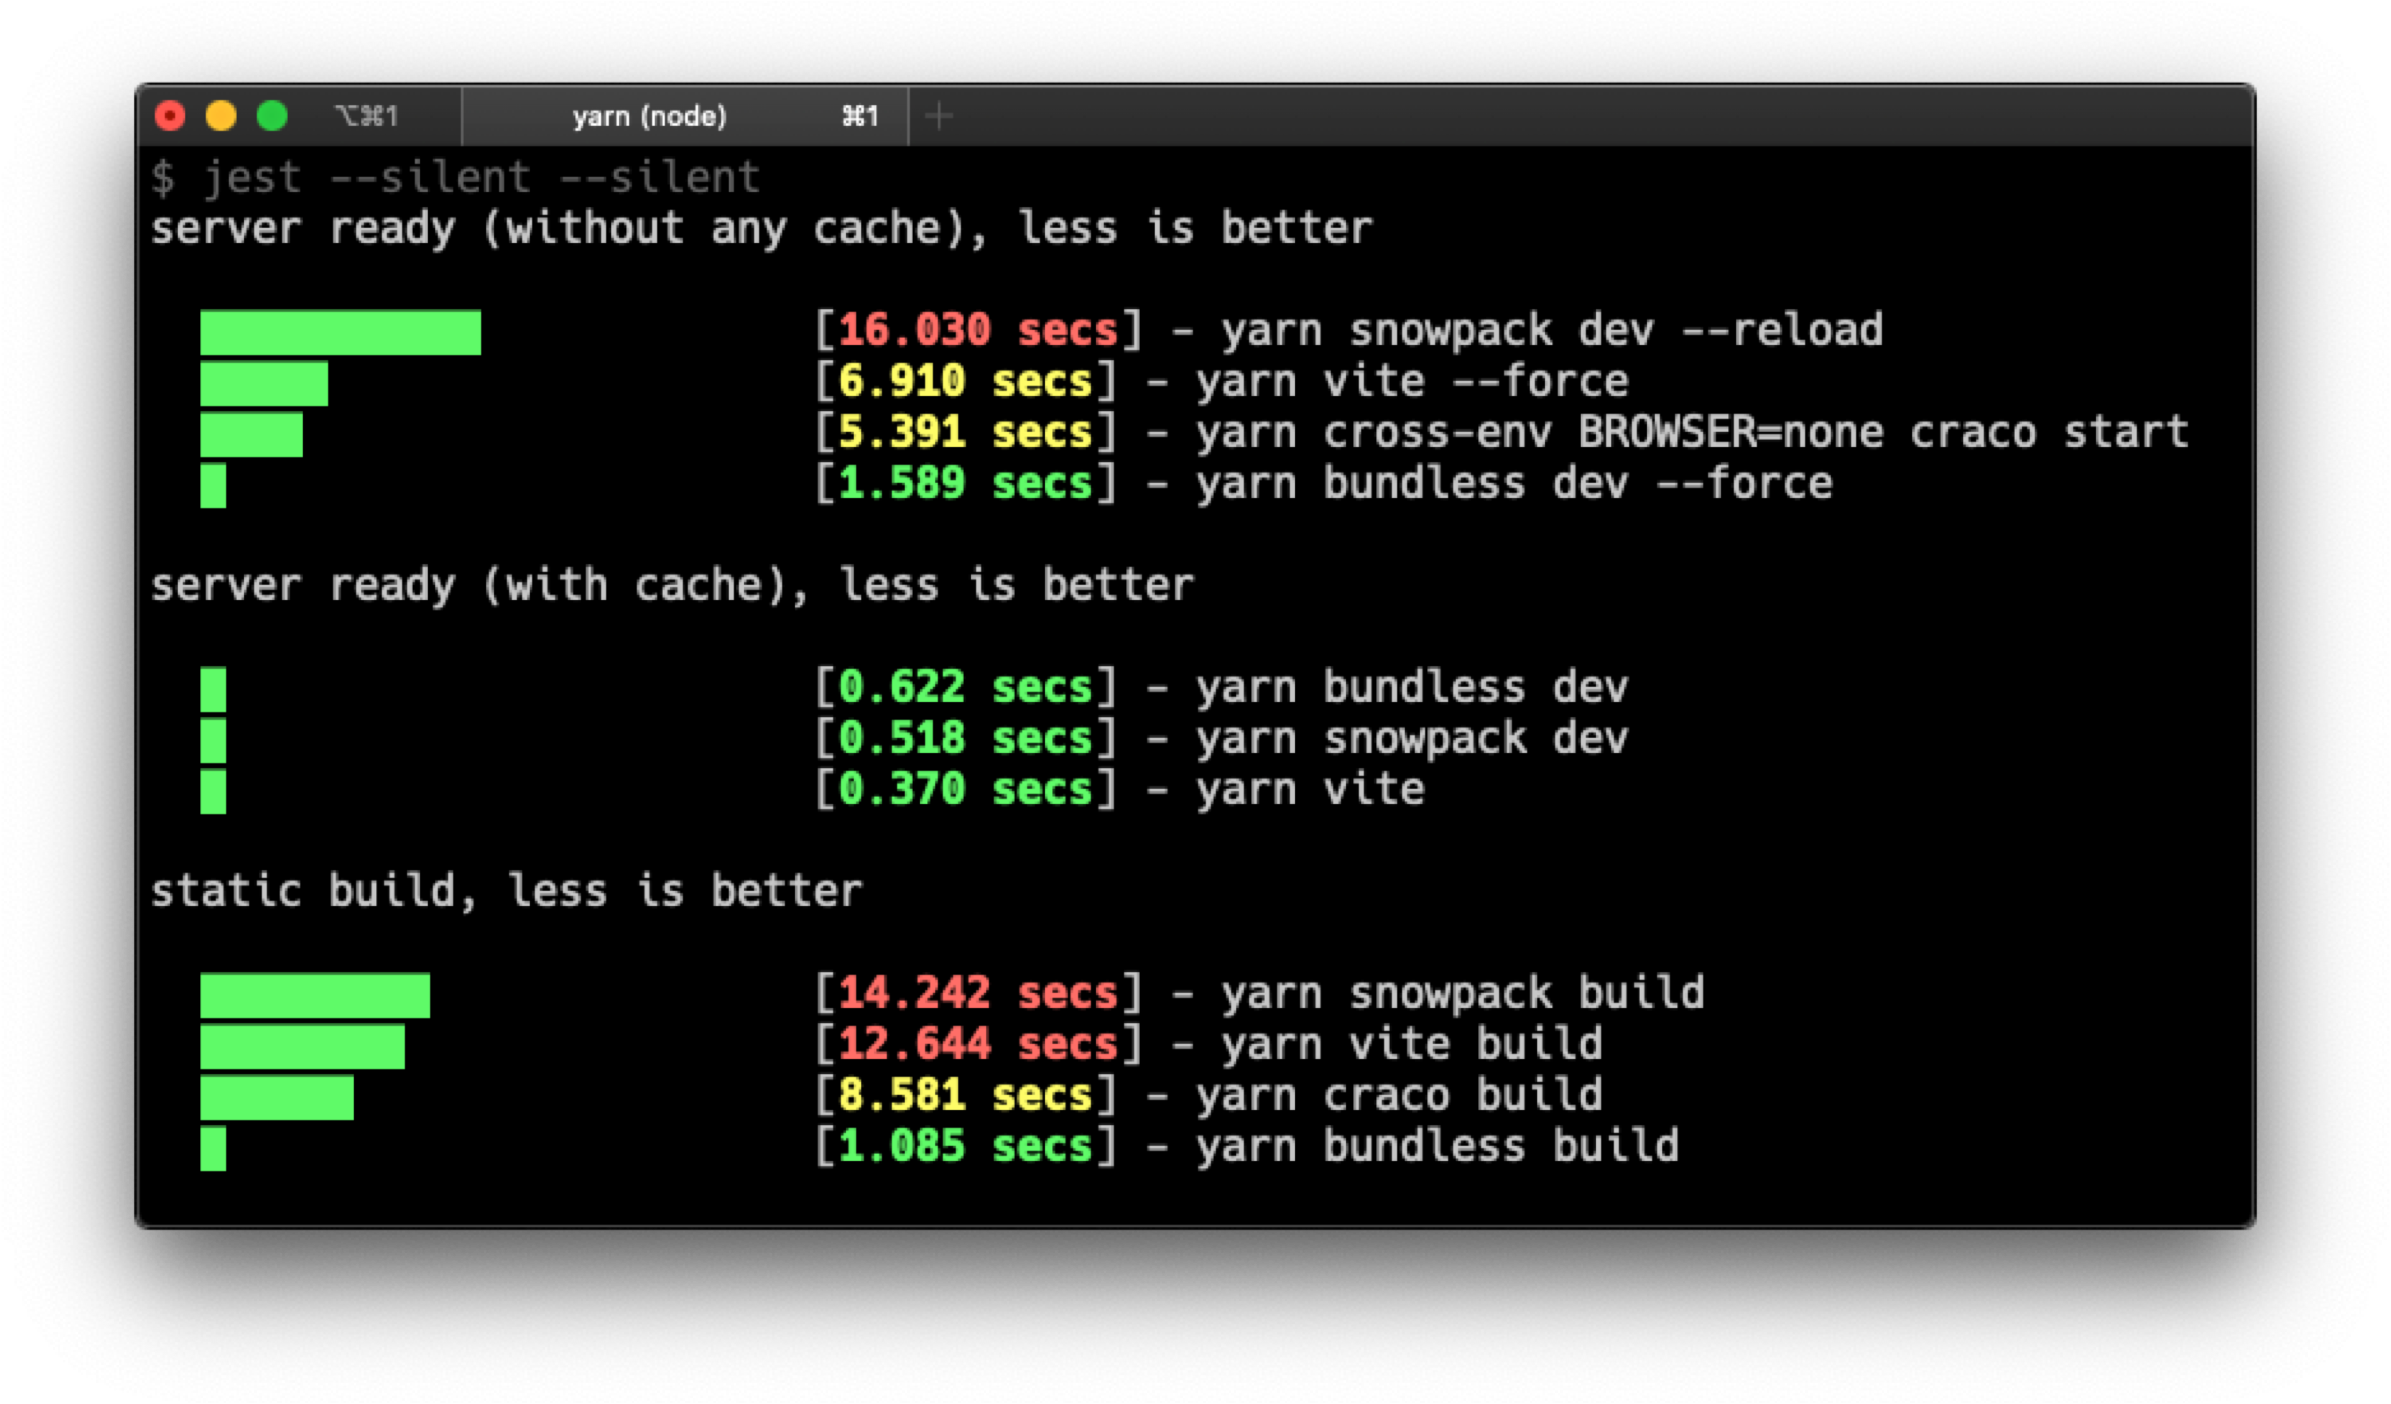 ⌥⌘1 yarn (node) ⌘1 +
$ jest --silent --silent
server ready (without any cache), less is better
[16.030 secs] - yarn snowpack dev --reload
[6.910 secs] - yarn vite --force
[5.391 secs] - yarn cross-env BROWSER=none craco start
[1.589 secs] - yarn bundless dev --force
server ready (with cache), less is better
[0.622 secs] - yarn bundless dev
[0.518 secs] - yarn snowpack dev
[0.370 secs] - yarn vite
static build, less is better
[14.242 secs] - yarn snowpack build
[12.644 secs] - yarn vite build
[8.581 secs] - yarn craco build
[1.085 secs] - yarn bundless build